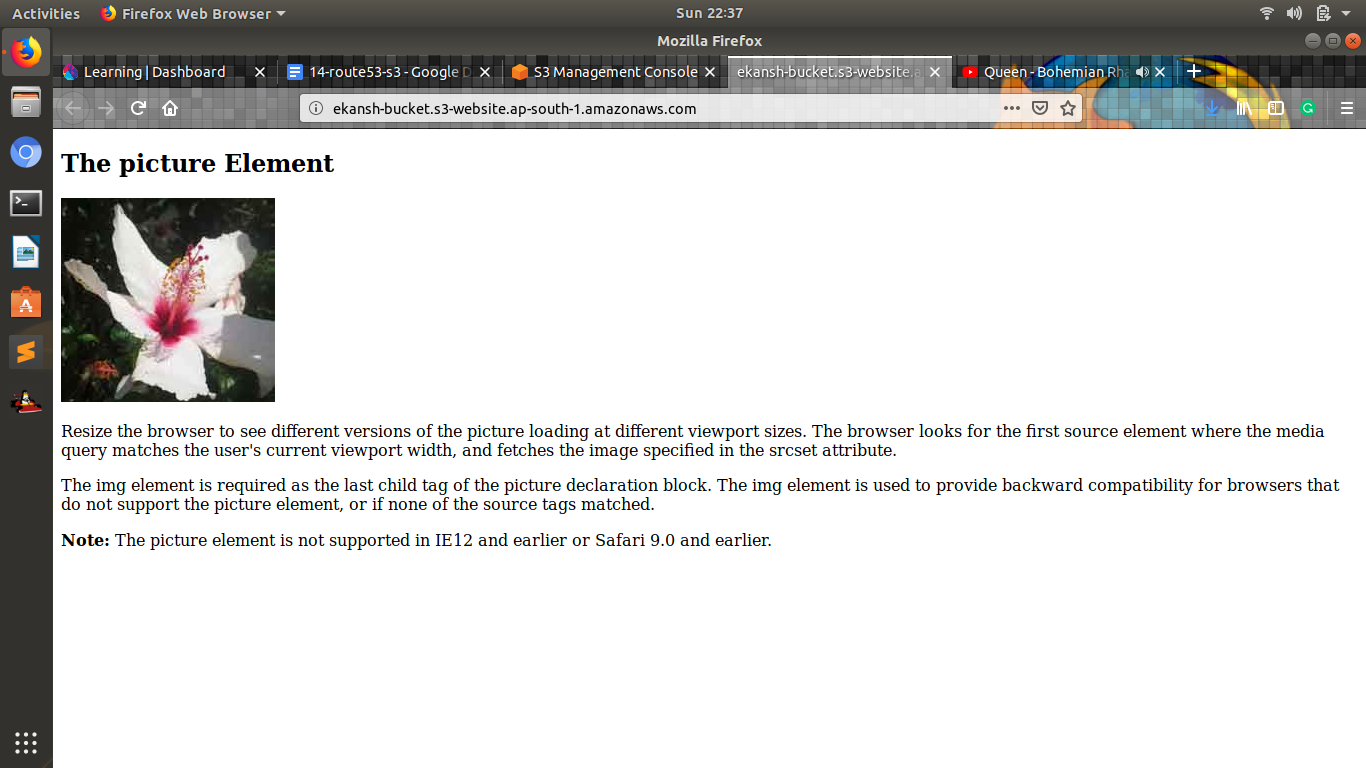 Activities Firefox Web Browser Sun 22:37
Mozilla Firefox
Learning | Dashboard 14-route53-s3 - Google D S3 Management Console ekansh-bucket.s3-website.a Queen - Bohemian Rha
ekansh-bucket.s3-website.ap-south-1.amazonaws.com
The picture Element
Resize the browser to see different versions of the picture loading at different viewport sizes. The browser looks for the first source element where the media
query matches the user's current viewport width, and fetches the image specified in the srcset attribute.
The img element is required as the last child tag of the picture declaration block. The img element is used to provide backward compatibility for browsers that
do not support the picture element, or if none of the source tags matched.
Note: The picture element is not supported in IE12 and earlier or Safari 9.0 and earlier.